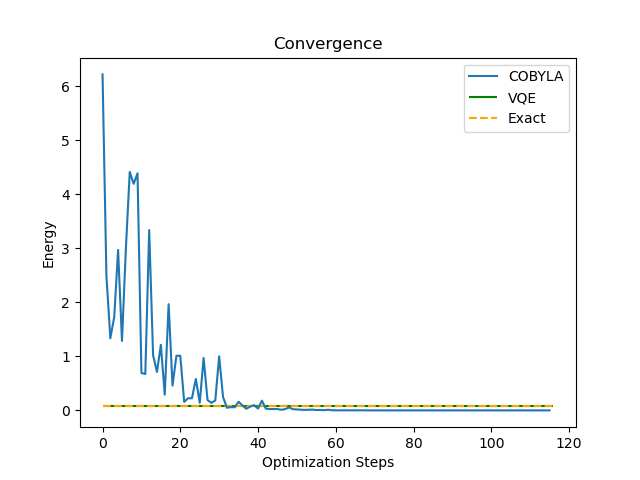 Convergence
COBYLA
VQE
Exact
Energy
6
5
4
3
2
1
0
0 20 40 60 80 100 120
Optimization Steps